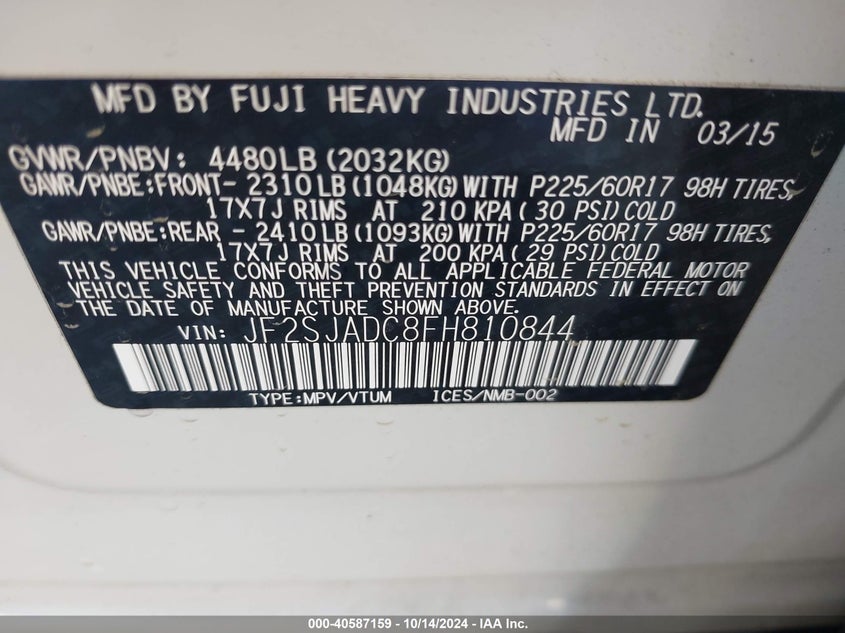 MFD BY FUJI HEAVY INDUSTRIES LTD.
MFD IN 03/15
GVWR/PNBV: 4480LB (2032KG)
GAWR/PNBE:FRONT- 2310LB (1048KG) WITH P225/60R17 98H TIRES,
17X7J RIMS AT 210 KPA ( 30 PSI) COLD
GAWR/PNBE:REAR - 2410LB (1093KG) WITH P225/60R17 98H TIRES,
17X7J RIMS AT 200 KPA ( 29 PSI) COLD
THIS VEHICLE CONFORMS TO ALL APPLICABLE FEDERAL MOTOR
VEHICLE SAFETY AND THEFT PREVENTION STANDARDS IN EFFECT ON
THE DATE OF MANUFACTURE SHOWN ABOVE.
VIN: JF2SJADC8FH810844
TYPE:MPV/VTUM ICES/NMB-002
000-40587159 - 10/14/2024 - IAA Inc.